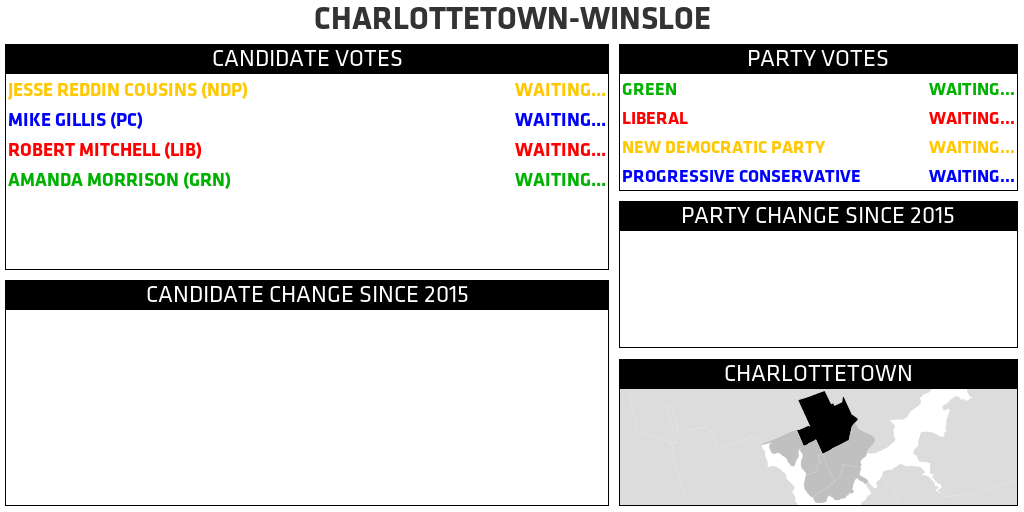 CHARLOTTETOWN-WINSLOE
CANDIDATE VOTES
JESSE REDDIN COUSINS (NDP) WAITING...
MIKE GILLIS (PC) WAITING...
ROBERT MITCHELL (LIB) WAITING...
AMANDA MORRISON (GRN) WAITING...
CANDIDATE CHANGE SINCE 2015
PARTY VOTES
GREEN WAITING...
LIBERAL WAITING...
NEW DEMOCRATIC PARTY WAITING...
PROGRESSIVE CONSERVATIVE WAITING...
PARTY CHANGE SINCE 2015
CHARLOTTETOWN